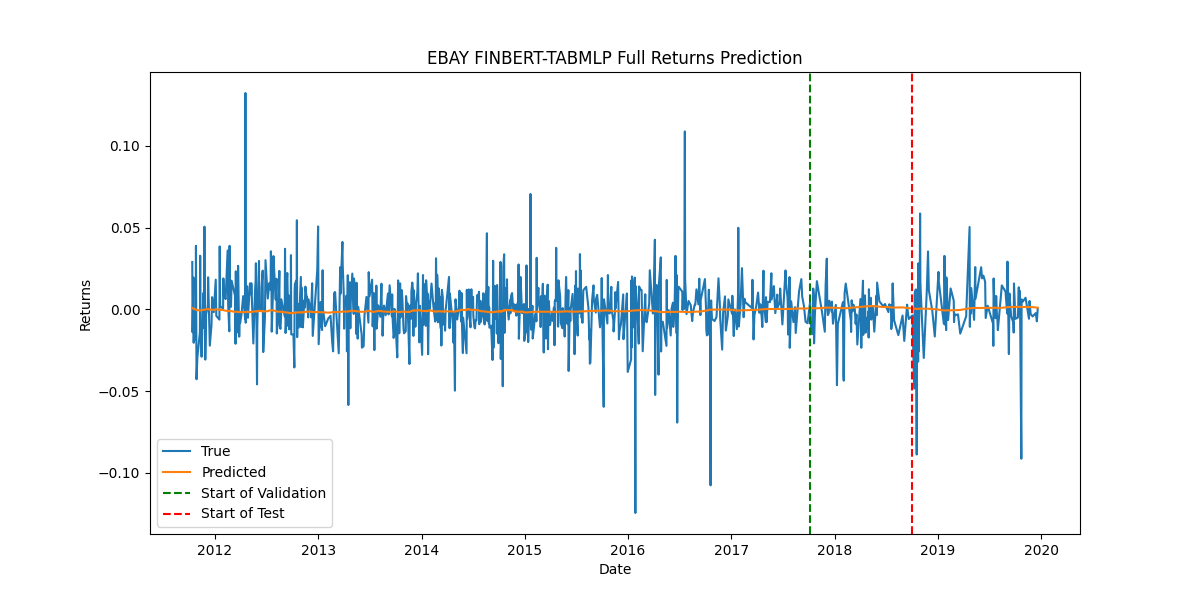 EBAY FINBERT-TABMLP Full Returns Prediction
Returns
0.10
0.05
0.00
−0.05
−0.10
True
Predicted
Start of Validation
Start of Test
2012 2013 2014 2015 2016 2017 2018 2019 2020
Date